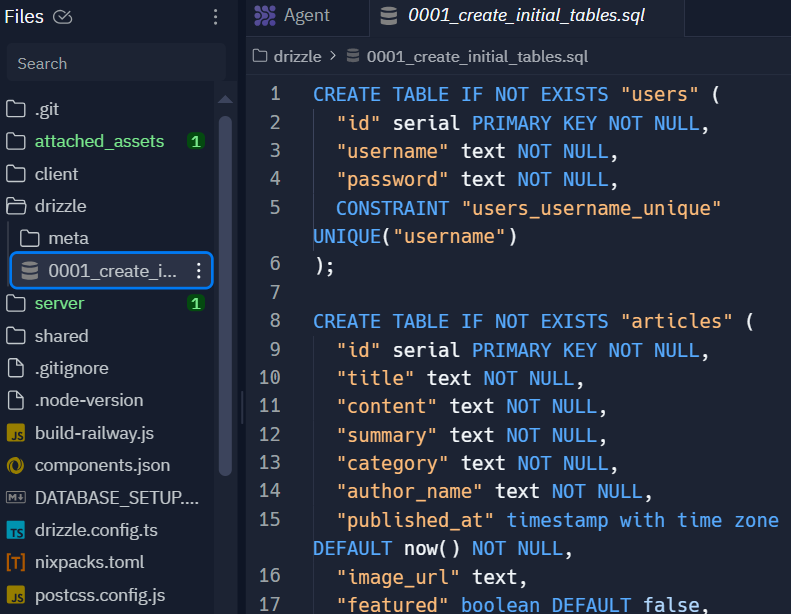 Files
Search
.git
attached_assets 1
client
drizzle
meta
0001_create_i...
server 1
shared
.gitignore
.node-version
build-railway.js
components.json
DATABASE_SETUP....
drizzle.config.ts
nixpacks.toml
postcss.config.js
Agent
0001_create_initial_tables.sql
drizzle > 0001_create_initial_tables.sql
1 CREATE TABLE IF NOT EXISTS "users" (
2 "id" serial PRIMARY KEY NOT NULL,
3 "username" text NOT NULL,
4 "password" text NOT NULL,
5 CONSTRAINT "users_username_unique"
UNIQUE("username")
6 );
7
8 CREATE TABLE IF NOT EXISTS "articles" (
9 "id" serial PRIMARY KEY NOT NULL,
10 "title" text NOT NULL,
11 "content" text NOT NULL,
12 "summary" text NOT NULL,
13 "category" text NOT NULL,
14 "author_name" text NOT NULL,
15 "published_at" timestamp with time zone
DEFAULT now() NOT NULL,
16 "image_url" text,
17 "featured" boolean DEFAULT false,
JS
M
TS
[T]
JS